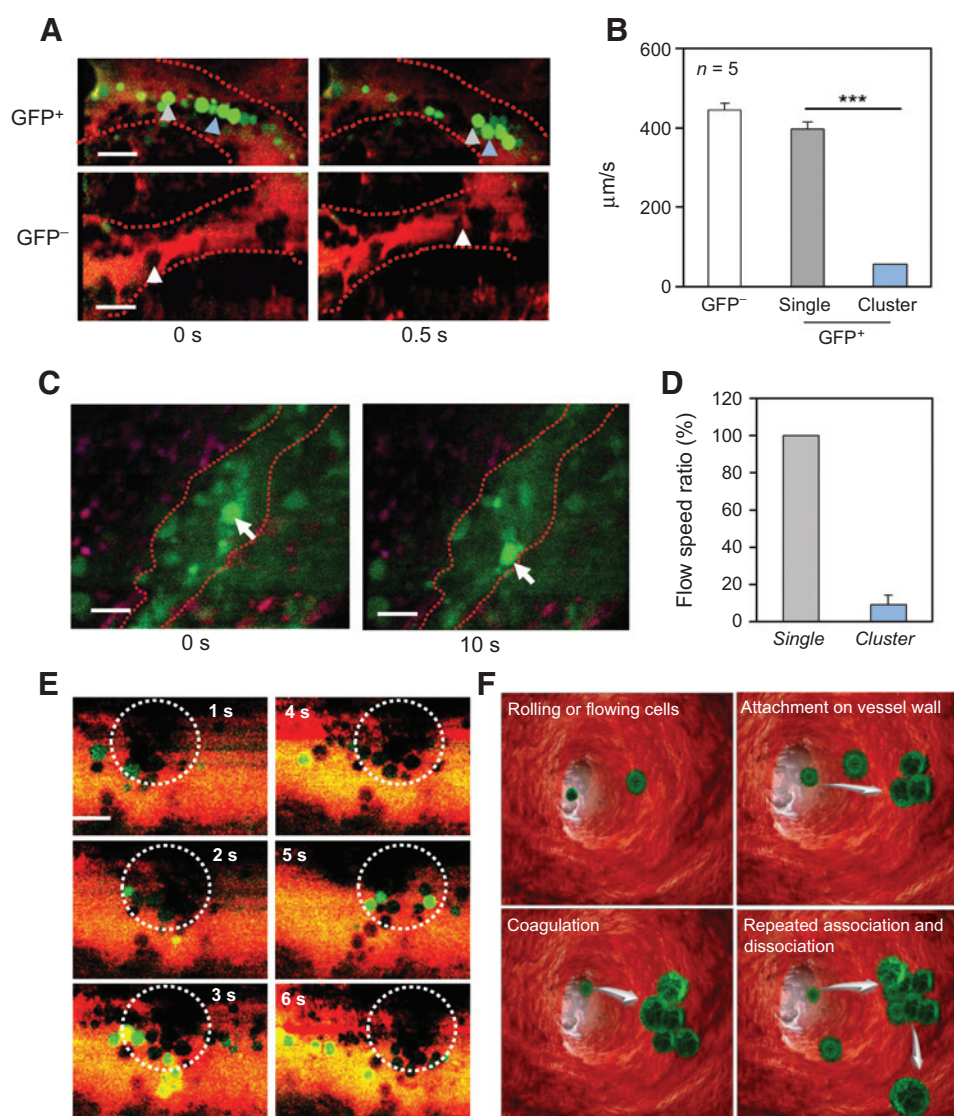 A
GFP+
GFP–
0 s
0.5 s
B
600
400
200
0
μm/s
n = 5
***
GFP–
Single
Cluster
GFP+
C
0 s
10 s
D
120
100
80
60
40
20
0
Flow speed ratio (%)
Single
Cluster
E
1 s
4 s
2 s
5 s
3 s
6 s
F
Rolling or flowing cells
Attachment on vessel wall
Coagulation
Repeated association and
dissociation